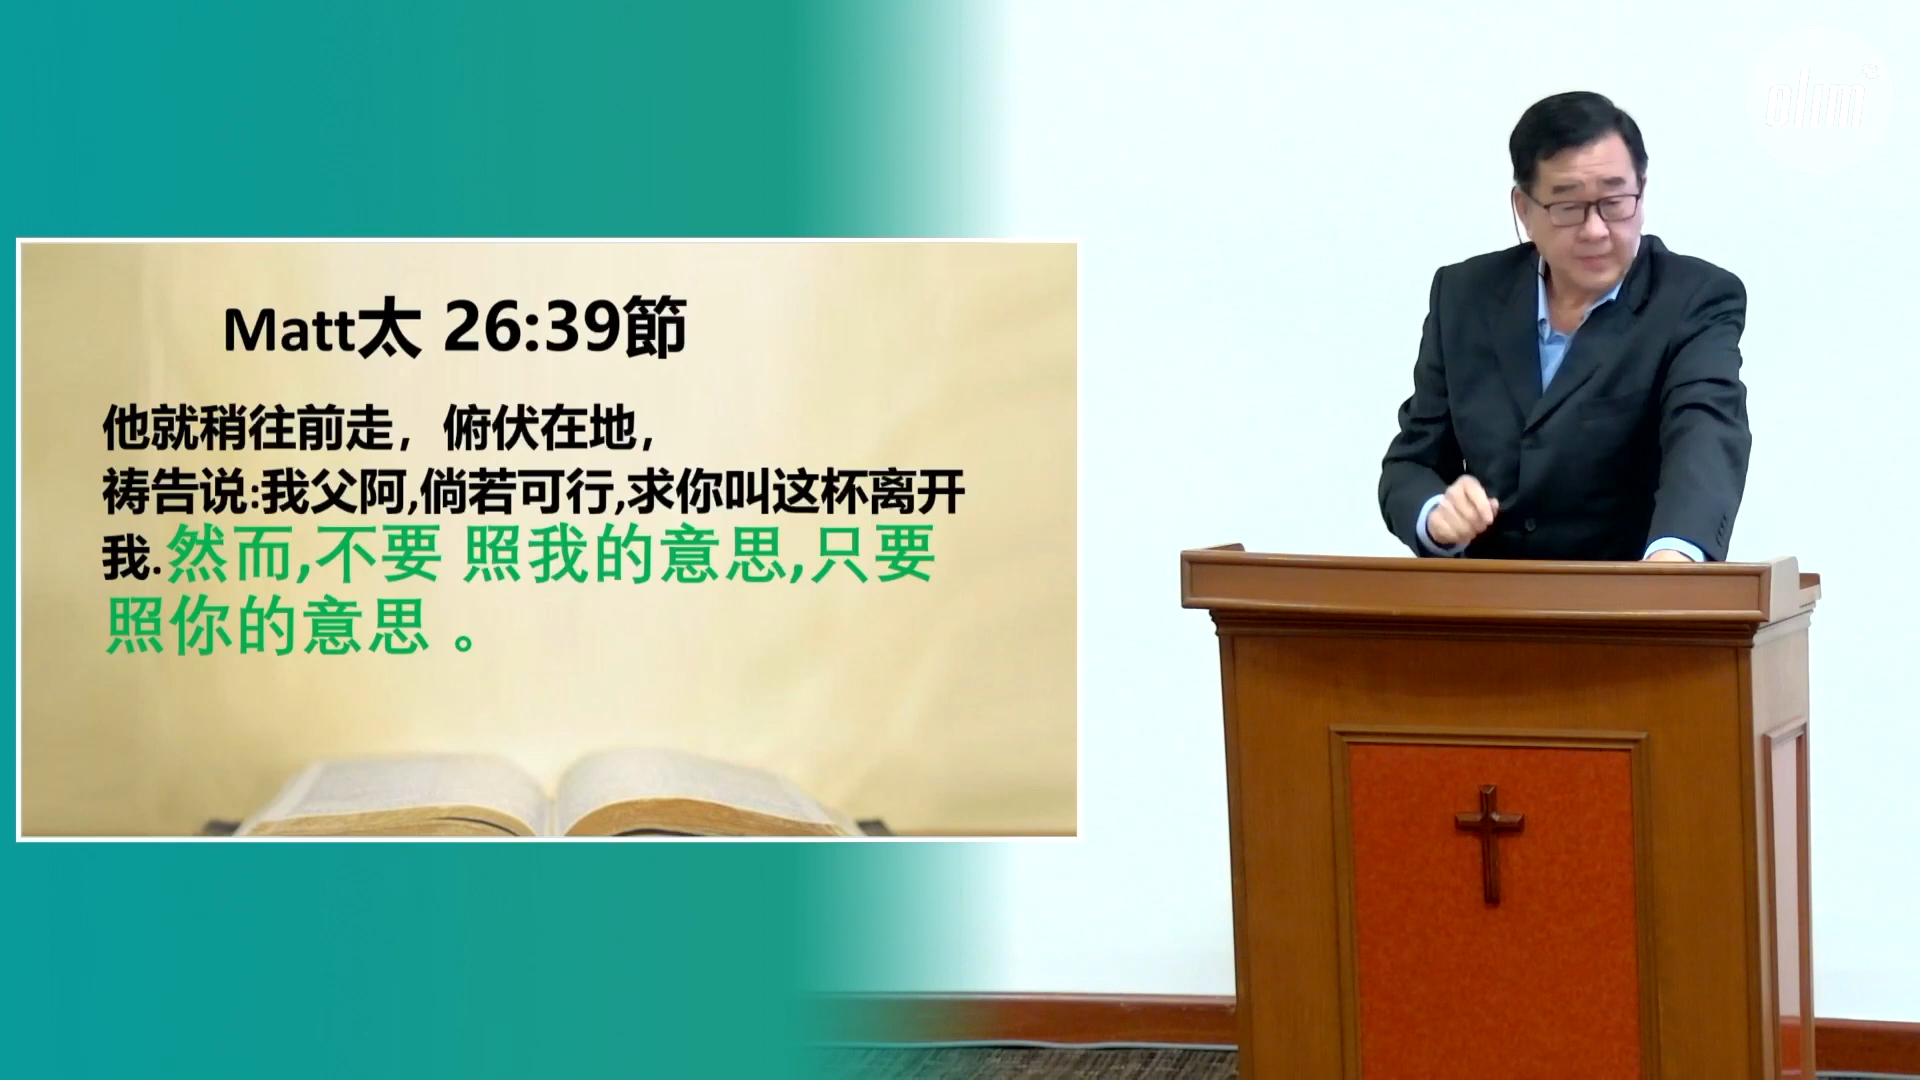 olm
Matt太 26:39節
他就稍往前走，俯伏在地，
祷告说:我父阿,倘若可行,求你叫这杯离开
我.然而,不要 照我的意思,只要
照你的意思 。